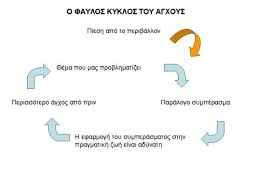 Ο ΦΑΥΛΟΣ ΚΥΚΛΟΣ ΤΟΥ ΑΓΧΟΥΣ
Πίεση από το περιβάλλον
Θέμα που μας προβληματίζει
Περισσότερο άγχος από πριν
Παράλογο συμπέρασμα
Η εφαρμογή του συμπεράσματος στην
πραγματική ζωή είναι αδύνατη